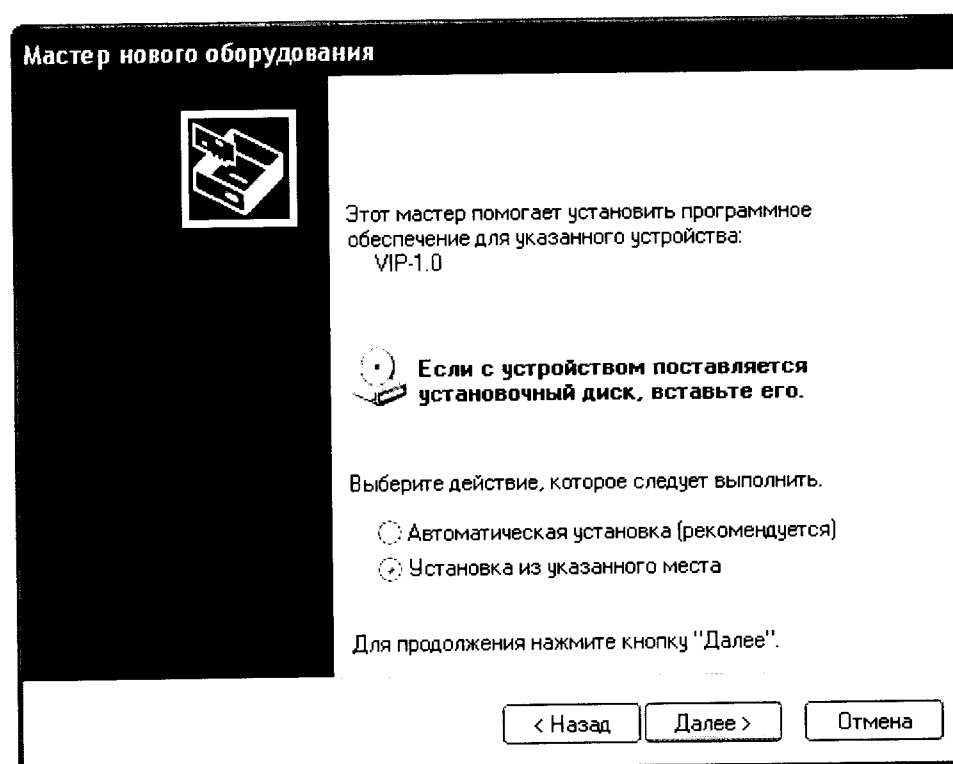 Мастер нового оборудования
Этот мастер помогает установить программное
обеспечение для указанного устройства:
VIP-1.0
Если с устройством поставляется
установочный диск, вставьте его.
Выберите действие, которое следует выполнить.
Автоматическая установка (рекомендуется)
Установка из указанного места
Для продолжения нажмите кнопку "Далее".
< Назад
Далее >
Отмена